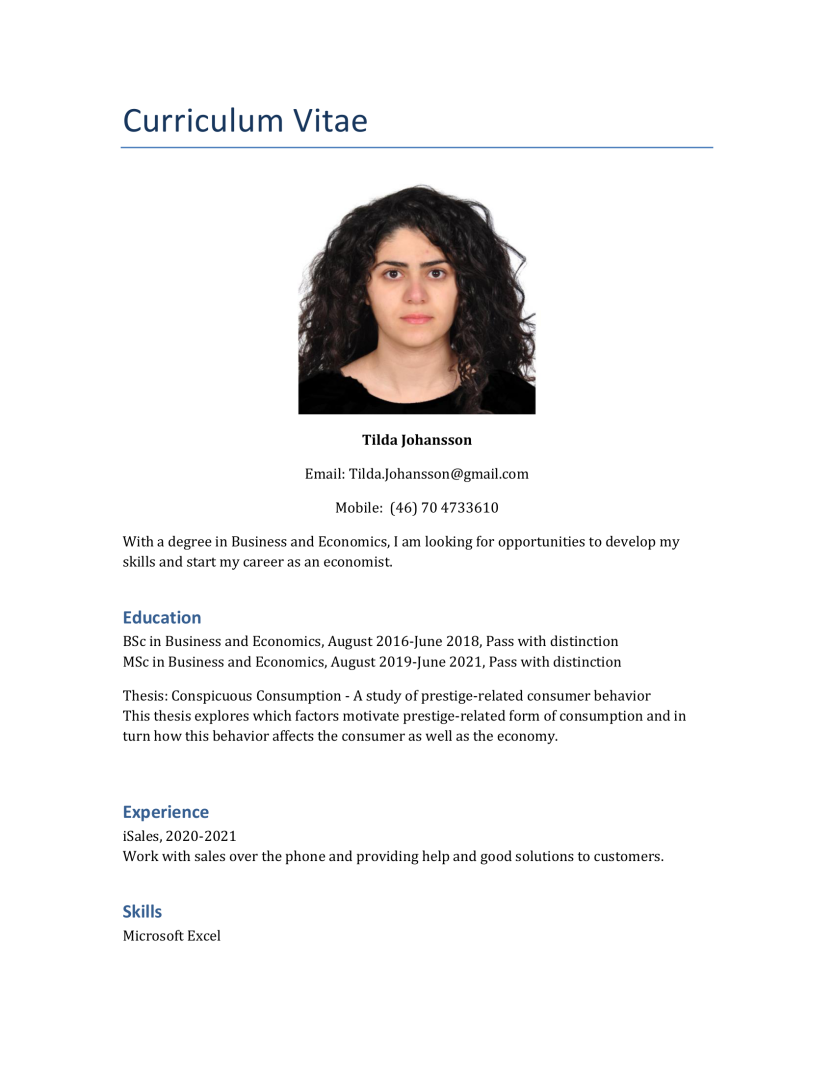 Curriculum Vitae
Tilda Johansson
Email: Tilda.Johansson@gmail.com
Mobile:  (46) 70 4733610
With a degree in Business and Economics, I am looking for opportunities to develop my
skills and start my career as an economist.
Education
BSc in Business and Economics, August 2016-June 2018, Pass with distinction
MSc in Business and Economics, August 2019-June 2021, Pass with distinction
Thesis: Conspicuous Consumption - A study of prestige-related consumer behavior
This thesis explores which factors motivate prestige-related form of consumption and in
turn how this behavior affects the consumer as well as the economy.
Experience
iSales, 2020-2021
Work with sales over the phone and providing help and good solutions to customers.
Skills
Microsoft Excel